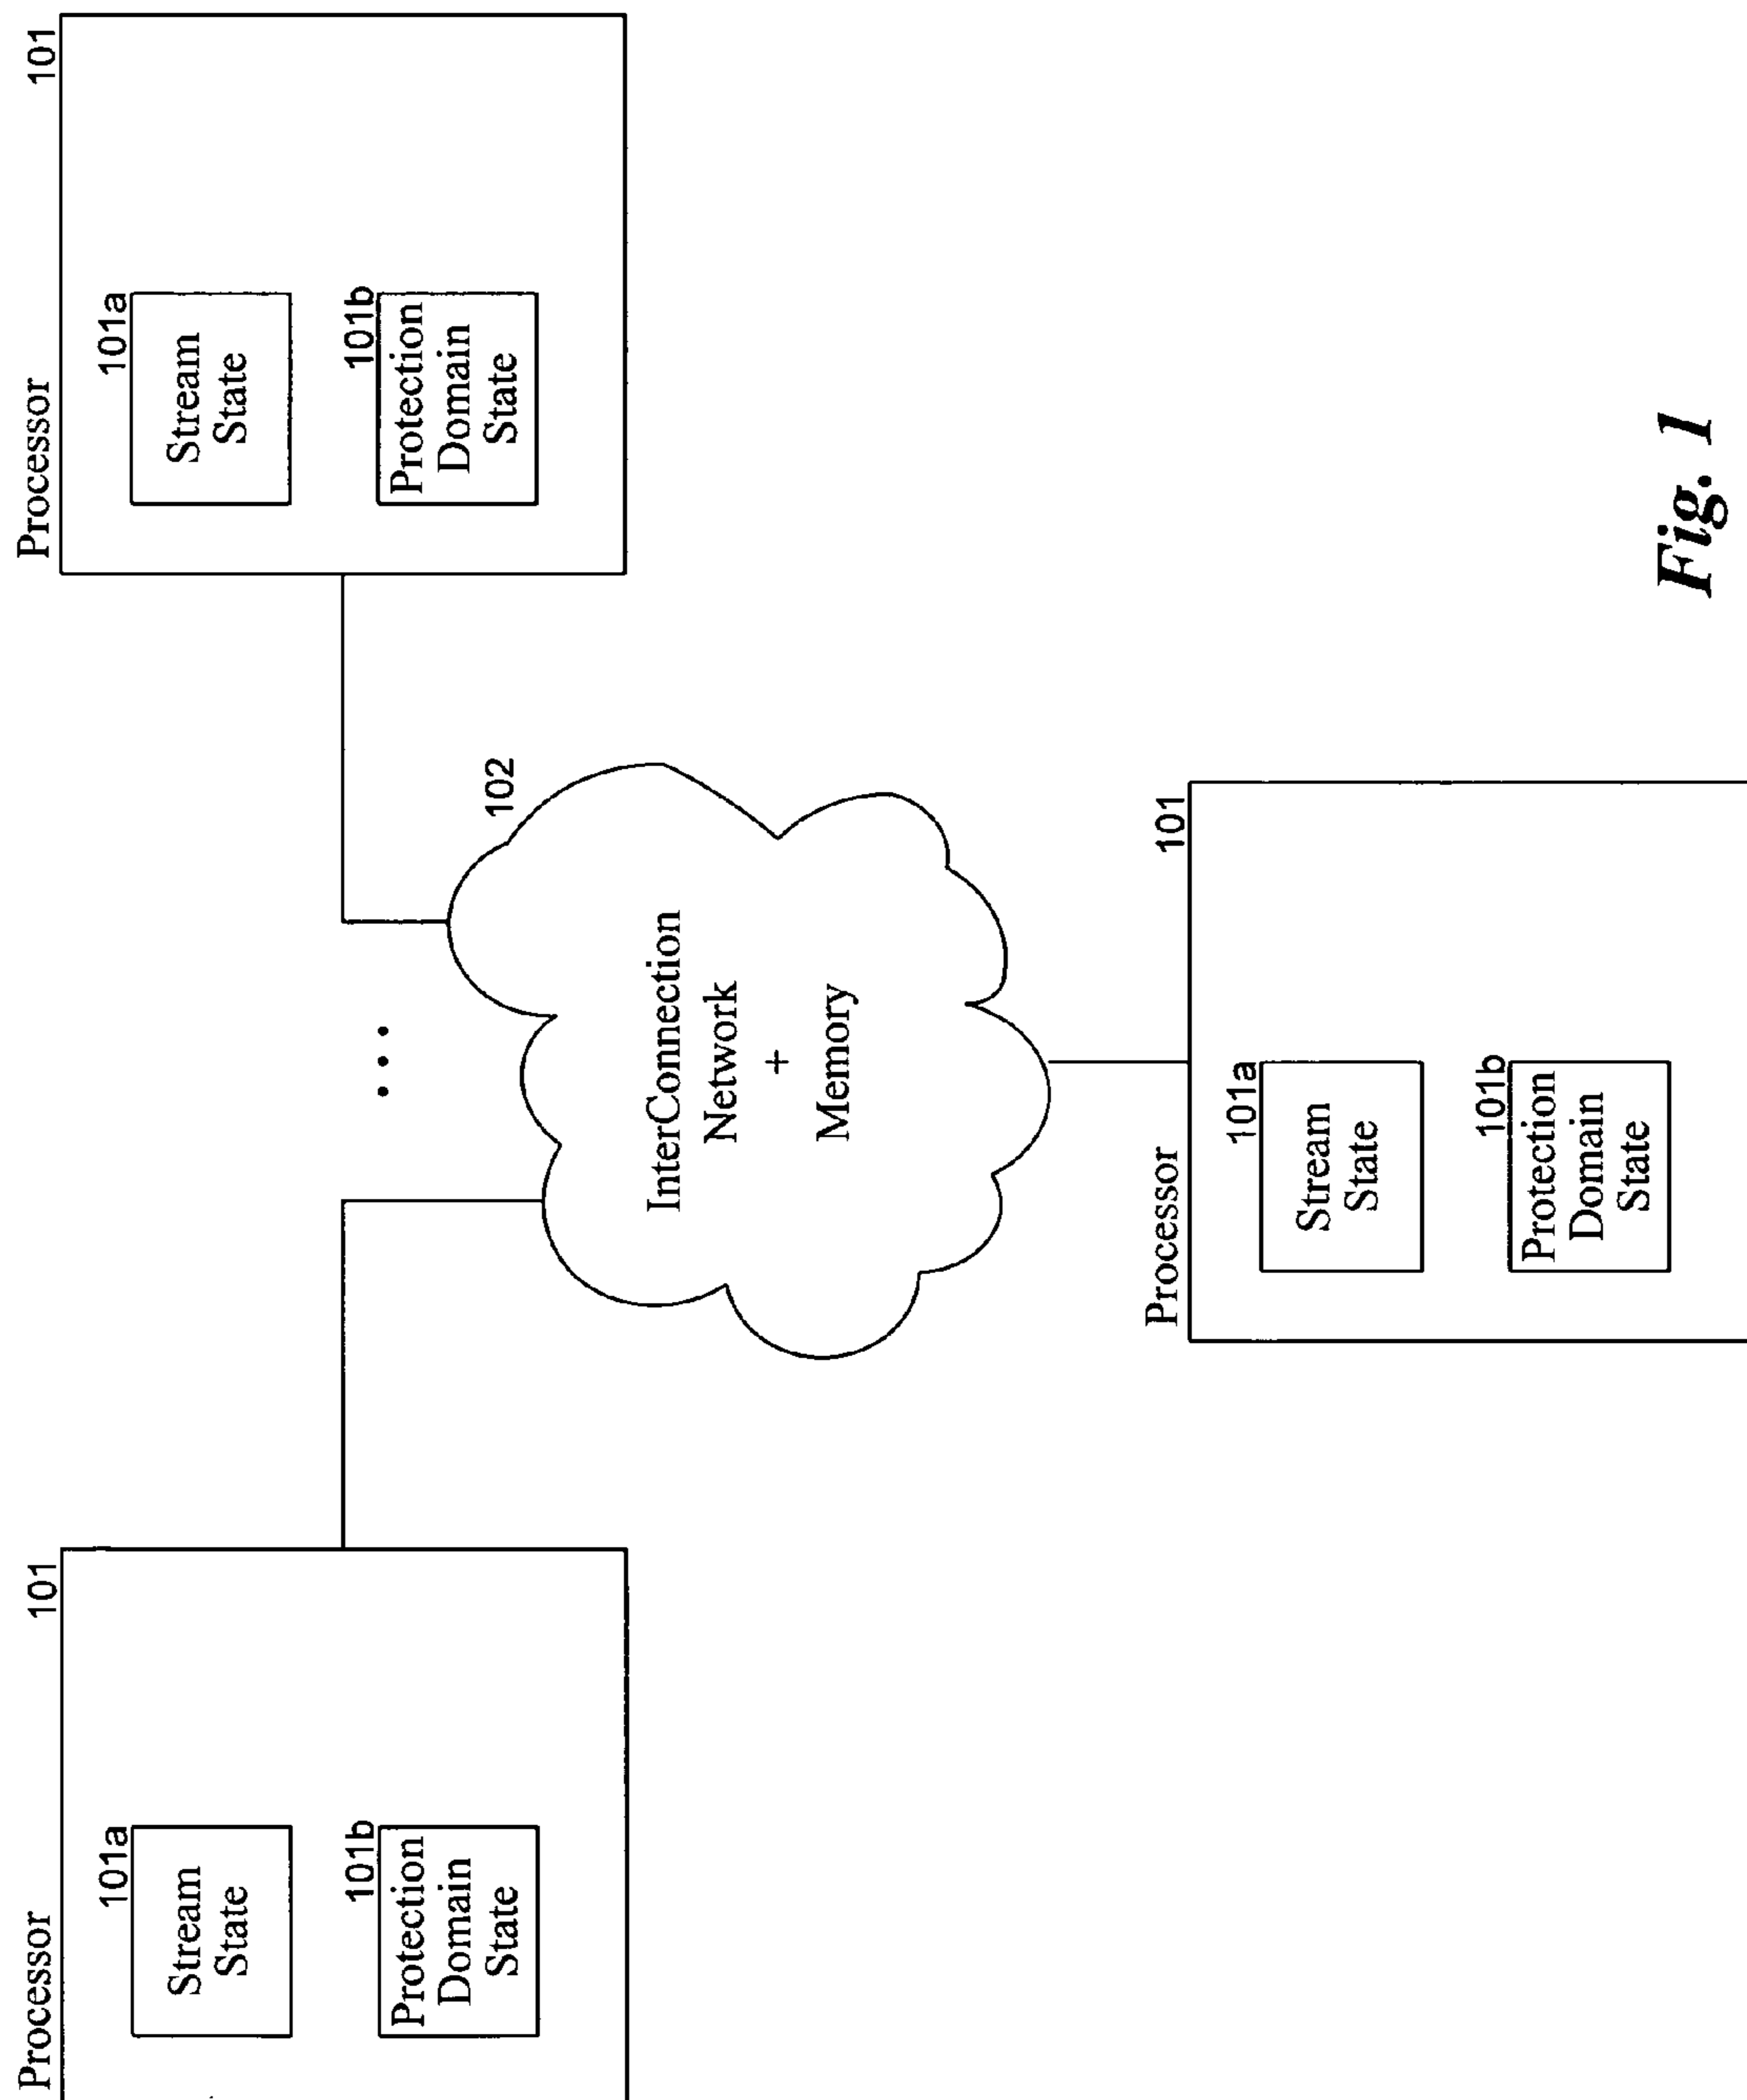 Processor
101
101a
Stream
State
101b
Protection
Domain
State
...
Processor
101
101a
Stream
State
101b
Protection
Domain
State
102
InterConnection
Network
+
Memory
Processor
101
101a
Stream
State
101b
Protection
Domain
State
Fig. 1